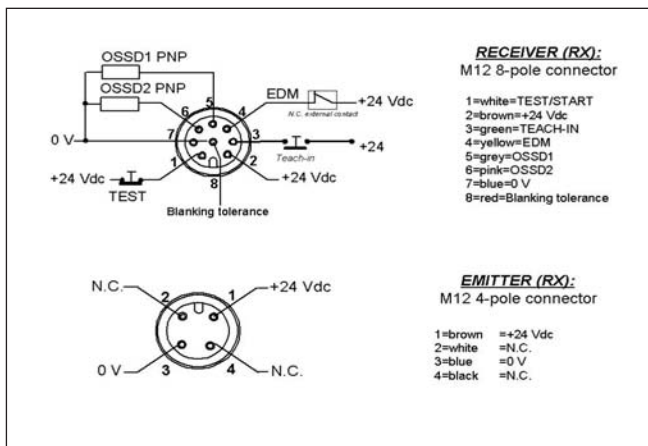 OSSD1 PNP
OSSD2 PNP
EDM
+24 Vdc
N.C. external contact
5
6
4
0 V
7
3
+24
Teach-in
1
2
+24 Vdc
+24 Vdc
TEST
8
Blanking tolerance
RECEIVER (RX):
M12 8-pole connector
1=white=TEST/START
2=brown=+24 Vdc
3=green=TEACH-IN
4=yellow=EDM
5=grey=OSSD1
6=pink=OSSD2
7=blue=0 V
8=red=Blanking tolerance
N.C.
2
1
+24 Vdc
0 V
3
4
N.C.
EMITTER (RX):
M12 4-pole connector
1=brown =+24 Vdc
2=white =N.C.
3=blue =0 V
4=black =N.C.